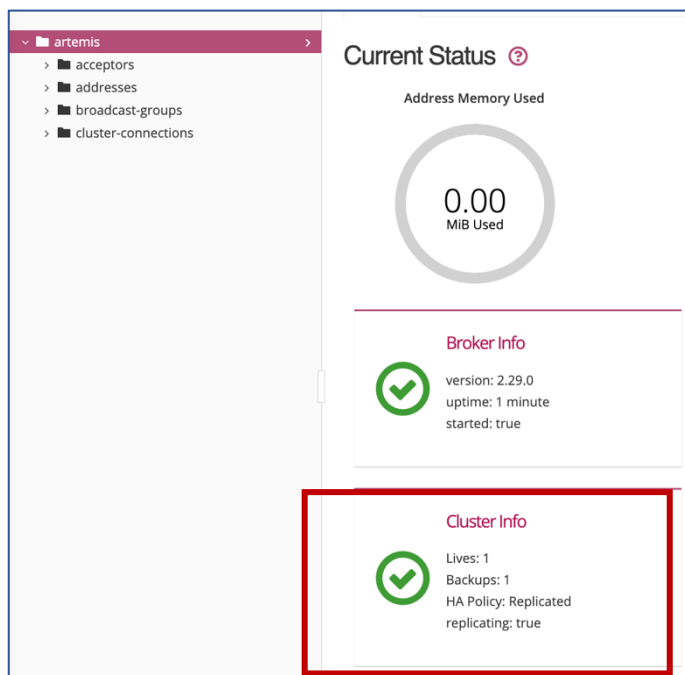 artemis
acceptors
addresses
broadcast-groups
cluster-connections
Current Status
Address Memory Used
0.00
MiB Used
Broker Info
version: 2.29.0
uptime: 1 minute
started: true
Cluster Info
Lives: 1
Backups: 1
HA Policy: Replicated
replicating: true